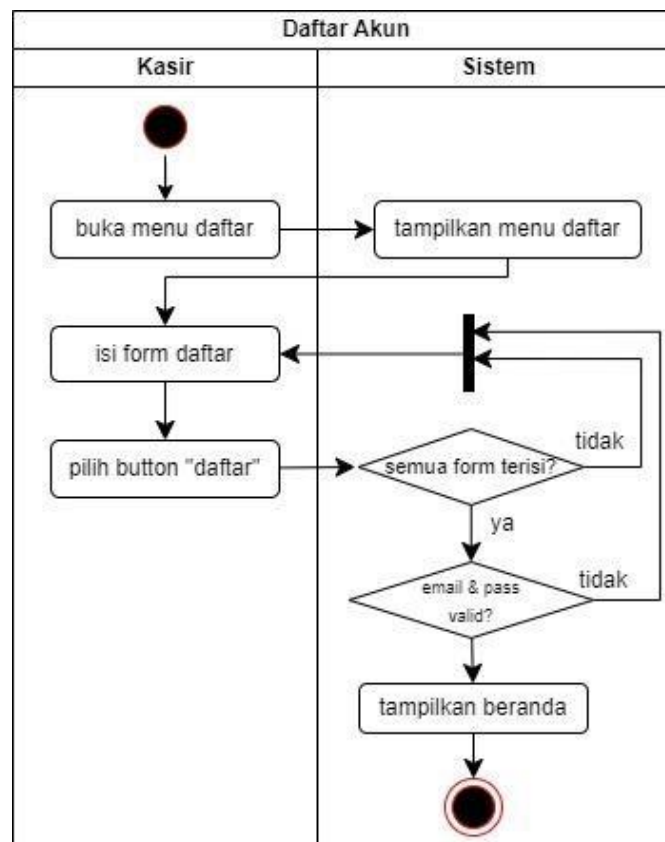 Daftar Akun
Kasir
Sistem
buka menu daftar
tampilkan menu daftar
isi form daftar
pilih button "daftar"
semua form terisi?
tidak
ya
email & pass
valid?
tidak
tampilkan beranda